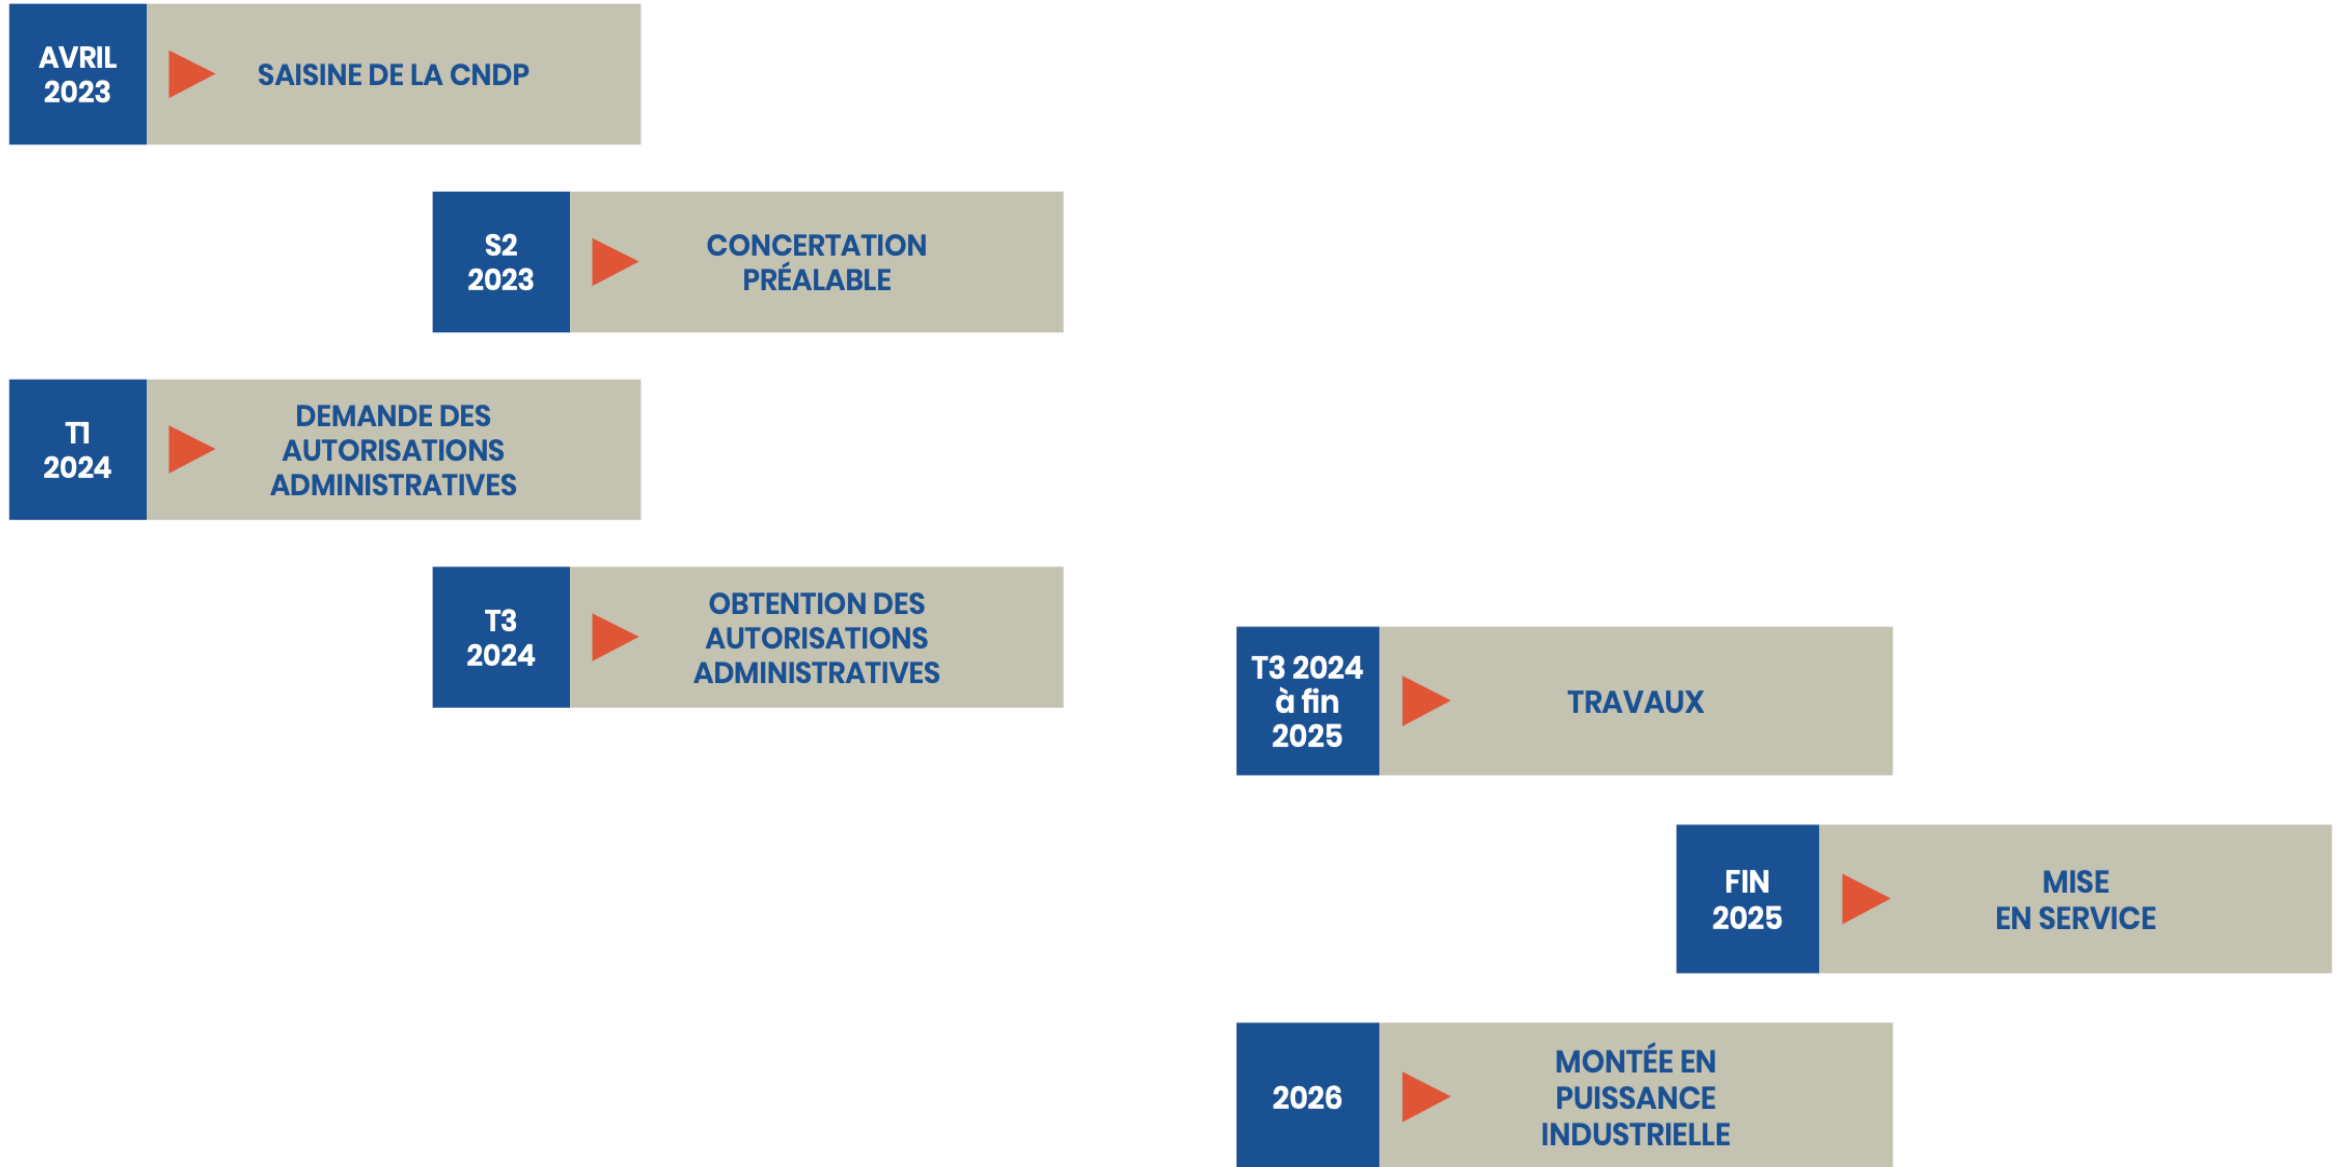 AVRIL
2023
SAISINE DE LA CNDP
S2
2023
CONCERTATION
PRÉALABLE
T1
2024
DEMANDE DES
AUTORISATIONS
ADMINISTRATIVES
T3
2024
OBTENTION DES
AUTORISATIONS
ADMINISTRATIVES
T3 2024
à fin
2025
TRAVAUX
FIN
2025
MISE
EN SERVICE
2026
MONTÉE EN
PUISSANCE
INDUSTRIELLE